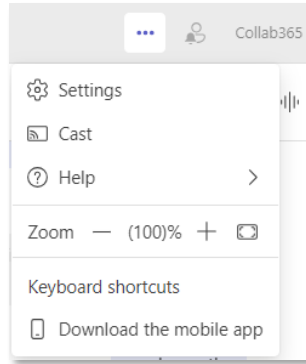 Collab365
Settings
Cast
Help
Zoom — (100)% +
Keyboard shortcuts
Download the mobile app